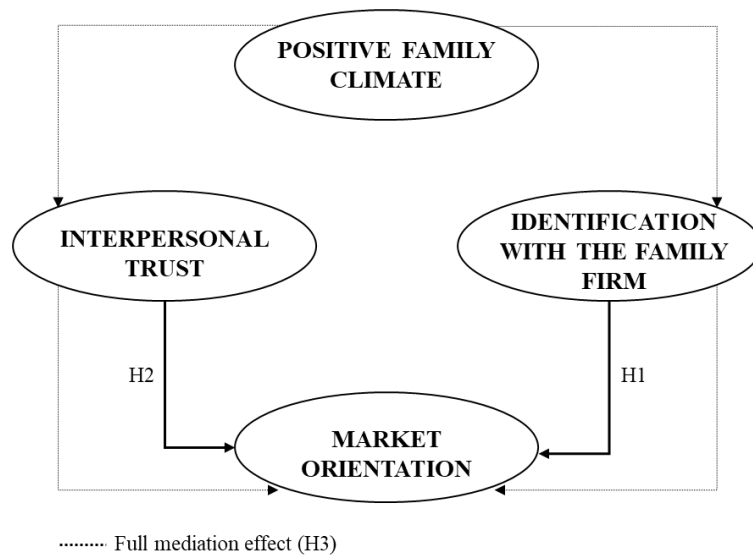 POSITIVE FAMILY
CLIMATE
INTERPERSONAL
TRUST
IDENTIFICATION
WITH THE FAMILY
FIRM
H2
H1
MARKET
ORIENTATION
Full mediation effect (H3)